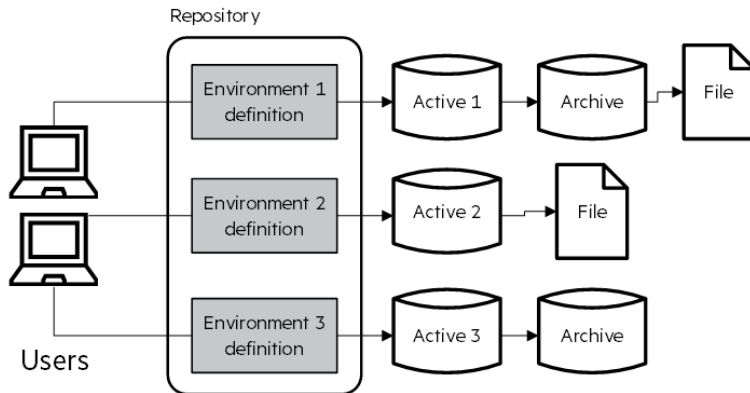 Repository
Environment 1
definition
Active 1
Archive
File
Environment 2
definition
Active 2
File
Environment 3
definition
Active 3
Archive
Users